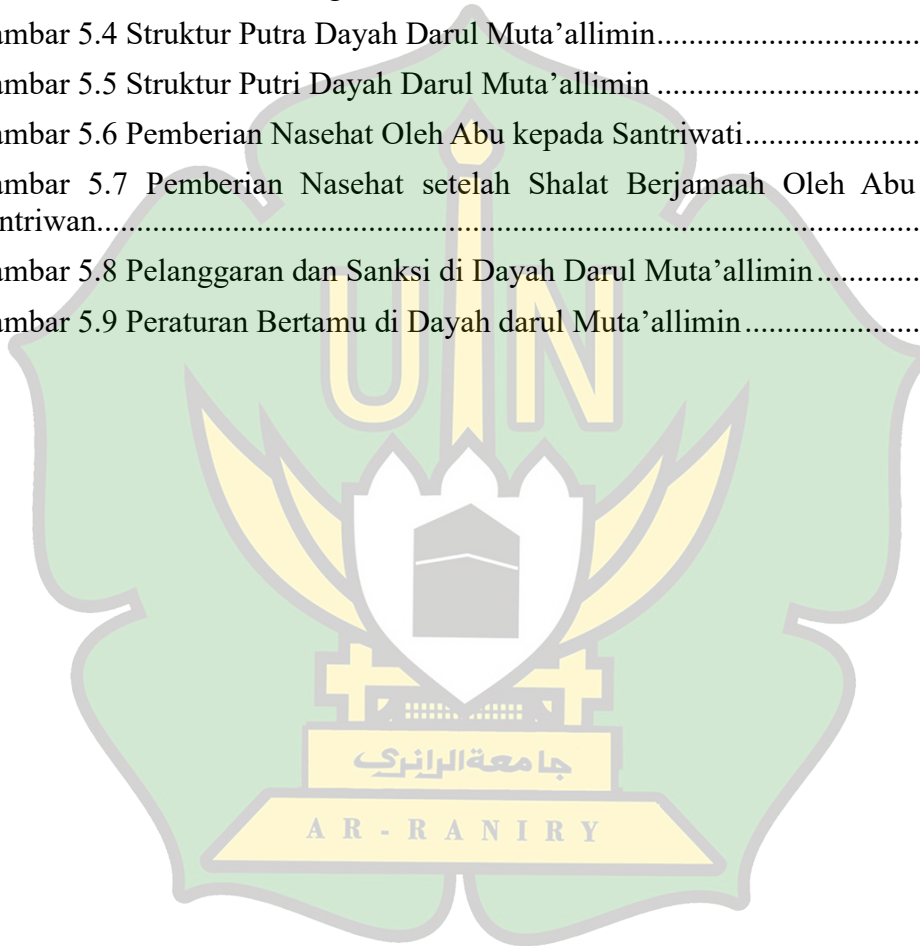 ambar 5.4 Struktur Putra Dayah Darul Muta’allimin.................................
ambar 5.5 Struktur Putri Dayah Darul Muta’allimin .................................
ambar 5.6 Pemberian Nasehat Oleh Abu kepada Santriwati......................
ambar 5.7 Pemberian Nasehat setelah Shalat Berjamaah Oleh Abu
ntriwan..........................................................................................................
ambar 5.8 Pelanggaran dan Sanksi di Dayah Darul Muta’allimin.............
ambar 5.9 Peraturan Bertamu di Dayah darul Muta’allimin......................
UIN
جامعةالرانري
AR-RANIRY